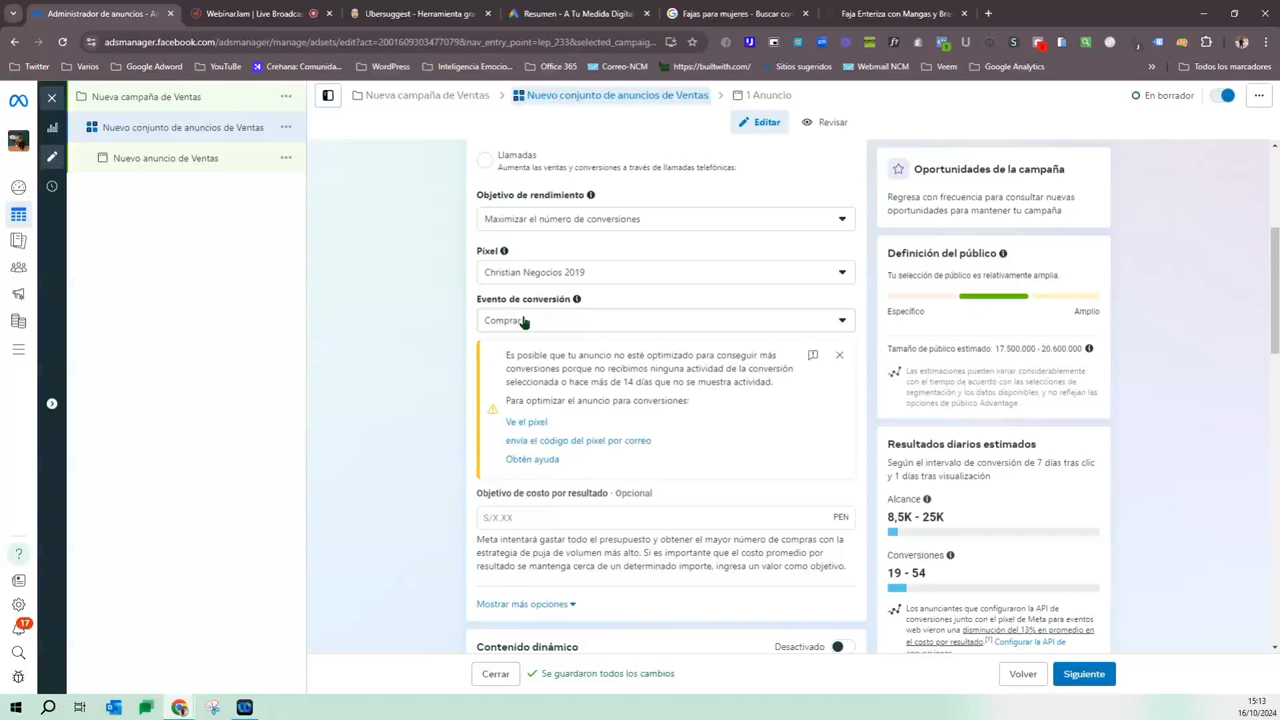 Administrador de anuncios -
WebinarJam | Live Broadcas
Ubersuggest - Herramienta gra
Resumen - A Tu Medida Digital
Fajas para mujeres - Buscar con
Faja Enteriza con Mangas y Bras
adsmanager.facebook.com/adsmanager/manage/adsets/edit?act=2001609303477079&nav_entry_point=lep_233&selected_campaig...
Twitter
Varios
Google Adword
YouTube
Crehana: Comunida...
WordPress
Inteligencia Emocio...
Office 365
Correo-NCM
https://builtwith.com/
Sitios sugeridos
Webmail NCM
Veem
Google Analytics
»
Todos los marcadores
Nueva campaña de Ventas
Nuevo conjunto de anuncios de Ventas
Nuevo anuncio de Ventas
Nueva campaña de Ventas > Nuevo conjunto de anuncios de Ventas > 1 Anuncio
En borrador
Editar
Revisar
Llamadas
Aumenta las ventas y conversiones a través de llamadas telefónicas.
Objetivo de rendimiento
Maximizar el número de conversiones
Píxel
Christian Negocios 2019
Evento de conversión
Comprar
Es posible que tu anuncio no esté optimizado para conseguir más
conversiones porque no recibimos ninguna actividad de la conversión
seleccionada o hace más de 14 días que no se muestra actividad.
Para optimizar el anuncio para conversiones:
Ve el píxel
envía el código del píxel por correo
Obtén ayuda
Objetivo de costo por resultado · Opcional
S/X.XX
PEN
Meta intentará gastar todo el presupuesto y obtener el mayor número de compras con la
estrategia de puja de volumen más alto. Si es importante que el costo promedio por
resultado se mantenga cerca de un determinado importe, ingresa un valor como objetivo.
Mostrar más opciones
Contenido dinámico
Desactivado
Oportunidades de la campaña
Regresa con frecuencia para consultar nuevas
oportunidades para mantener tu campaña
Definición del público
Tu selección de público es relativamente amplia.
Específico
Amplio
Tamaño de público estimado: 17.500.000 - 20.600.000
Las estimaciones pueden variar considerablemente
con el tiempo de acuerdo con las selecciones de
segmentación y los datos disponibles, y no reflejan las
opciones de público Advantage.
Resultados diarios estimados
Según el intervalo de conversión de 7 días tras clic
y 1 días tras visualización
Alcance
8,5K - 25K
Conversiones
19 - 54
Los anunciantes que configuraron la API de
conversiones junto con el píxel de Meta para eventos
web vieron una disminución del 13% en promedio en
el costo por resultado.[1] Configurar la API de
conversiones
17
Cerrar
Se guardaron todos los cambios
Volver
Siguiente
15:13
16/10/2024